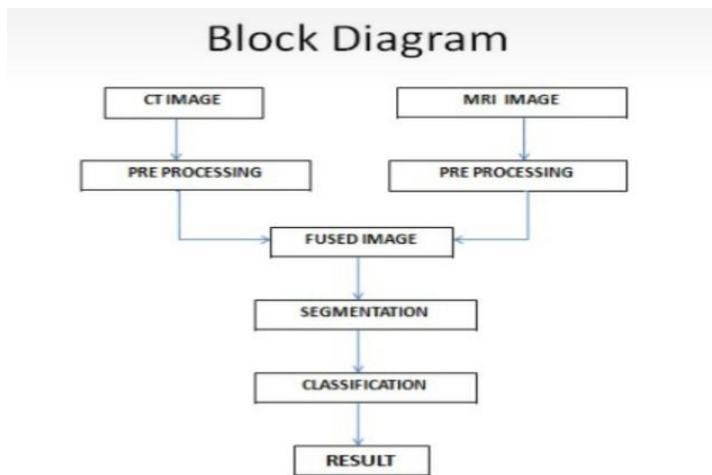 Block Diagram
CT IMAGE
MRI IMAGE
PRE PROCESSING
PRE PROCESSING
FUSED IMAGE
SEGMENTATION
CLASSIFICATION
RESULT